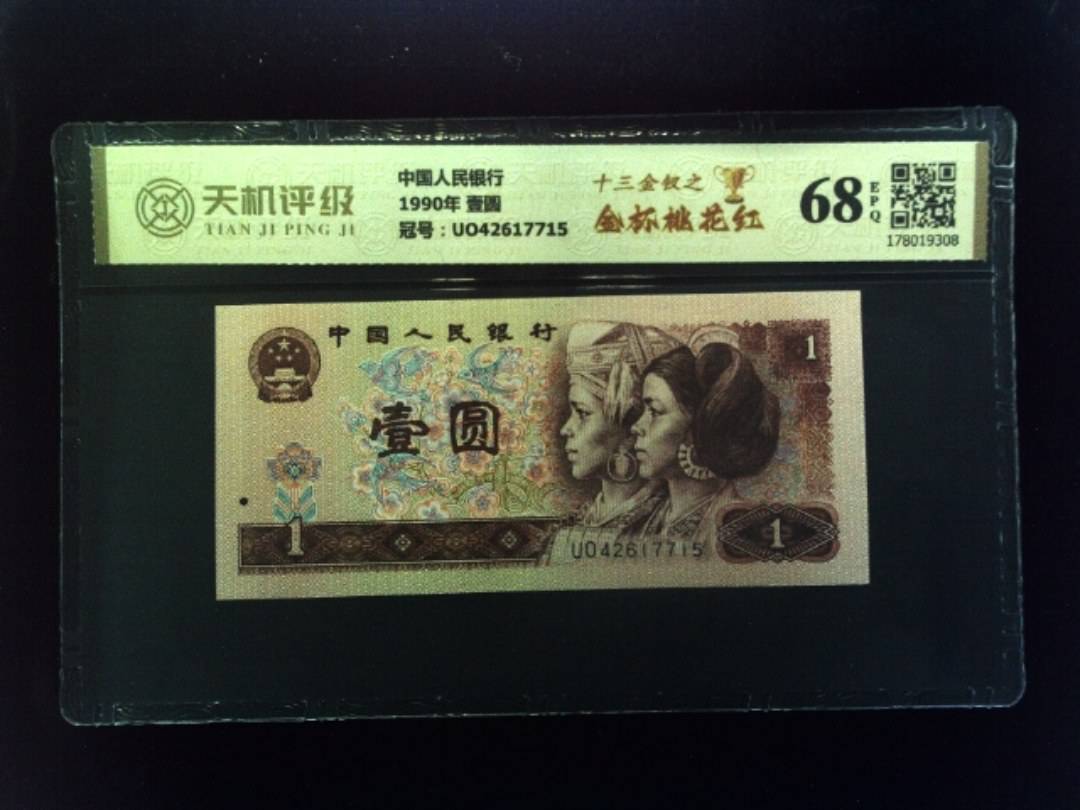 天机评级
TIAN JI PING JI
中国人民银行
1990年 壹圆
冠号：UO42617715
十三金钗之
金杯桃花红
68
EPQ
178019308
中国人民银行
1
壹圆
1
UO42617715
1